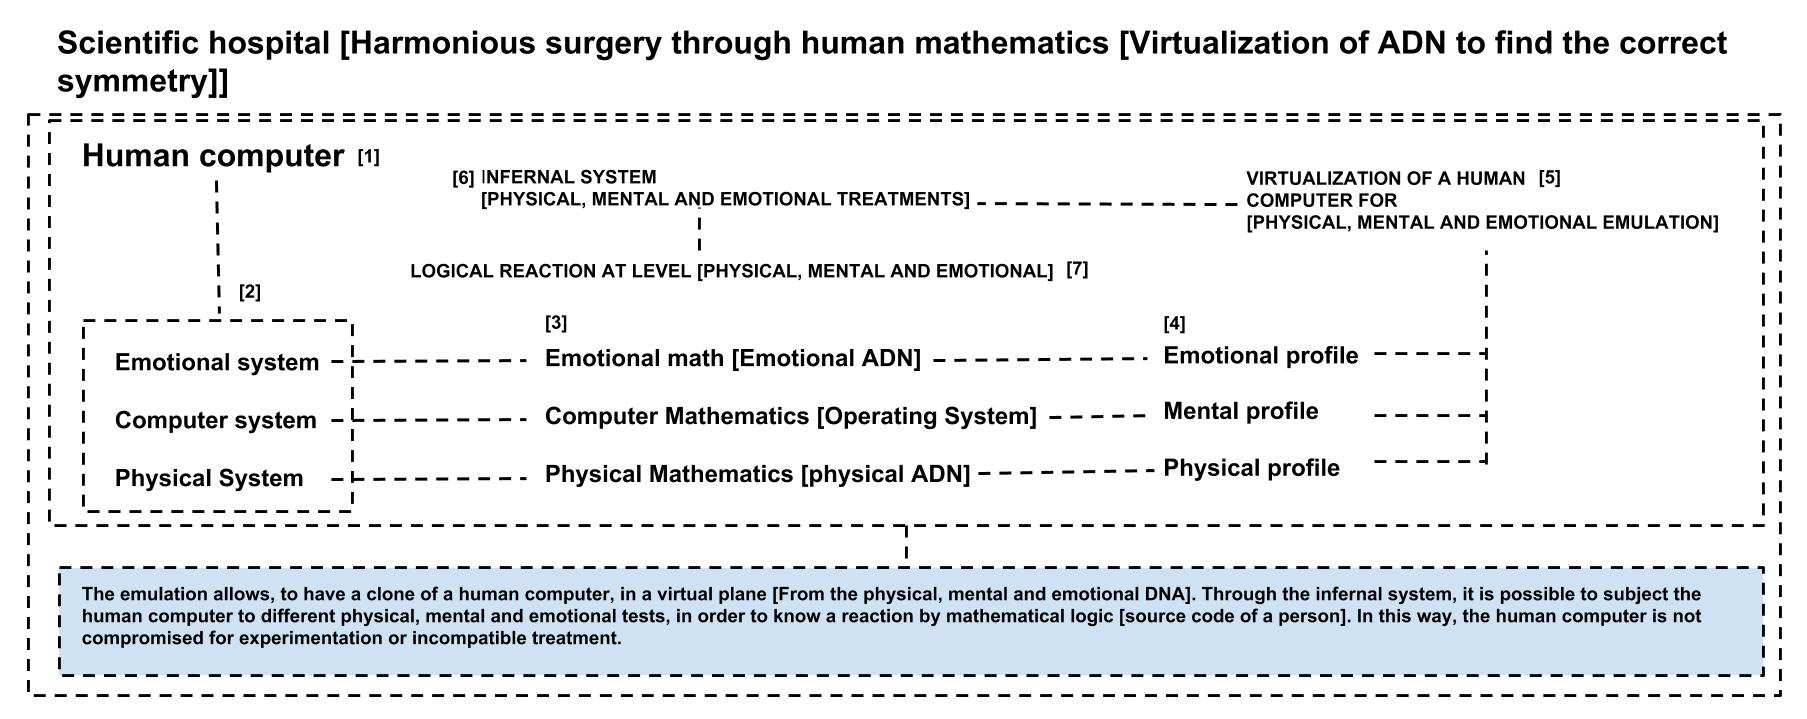 Scientific hospital [Harmonious surgery through human mathematics [Virtualization of ADN to find the correct
symmetry]]
Human computer [1]
[6] INFERNAL SYSTEM
[PHYSICAL, MENTAL AND EMOTIONAL TREATMENTS]
VIRTUALIZATION OF A HUMAN [5]
COMPUTER FOR
[PHYSICAL, MENTAL AND EMOTIONAL EMULATION]
LOGICAL REACTION AT LEVEL [PHYSICAL, MENTAL AND EMOTIONAL] [7]
[2]
[3]
[4]
Emotional system
Emotional math [Emotional ADN]
Emotional profile
Computer system
Computer Mathematics [Operating System]
Mental profile
Physical System
Physical Mathematics [physical ADN]
Physical profile
The emulation allows, to have a clone of a human computer, in a virtual plane [From the physical, mental and emotional DNA]. Through the infernal system, it is possible to subject the
human computer to different physical, mental and emotional tests, in order to know a reaction by mathematical logic [source code of a person]. In this way, the human computer is not
compromised for experimentation or incompatible treatment.